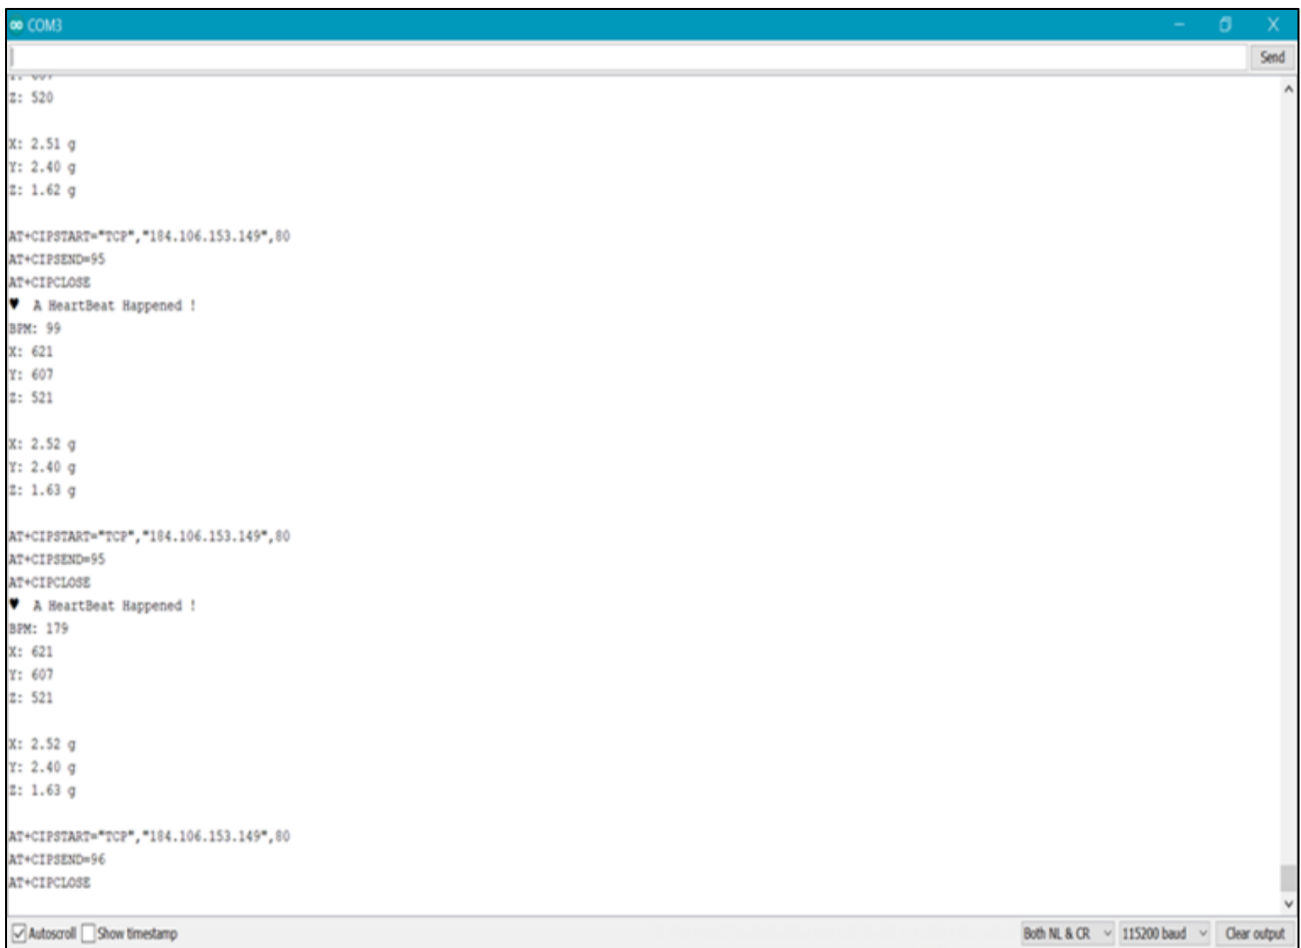 COM3
Send
Z: 520
X: 2.51 g
Y: 2.40 g
Z: 1.62 g
AT+CIPSTART="TCP","184.106.153.149",80
AT+CIPSEND=95
AT+CIPCLOSE
♥ A HeartBeat Happened !
BPM: 99
X: 621
Y: 607
Z: 521
X: 2.52 g
Y: 2.40 g
Z: 1.63 g
AT+CIPSTART="TCP","184.106.153.149",80
AT+CIPSEND=95
AT+CIPCLOSE
♥ A HeartBeat Happened !
BPM: 179
X: 621
Y: 607
Z: 521
X: 2.52 g
Y: 2.40 g
Z: 1.63 g
AT+CIPSTART="TCP","184.106.153.149",80
AT+CIPSEND=96
AT+CIPCLOSE
Autoscroll Show timestamp Both NL & CR 115200 baud Clear output